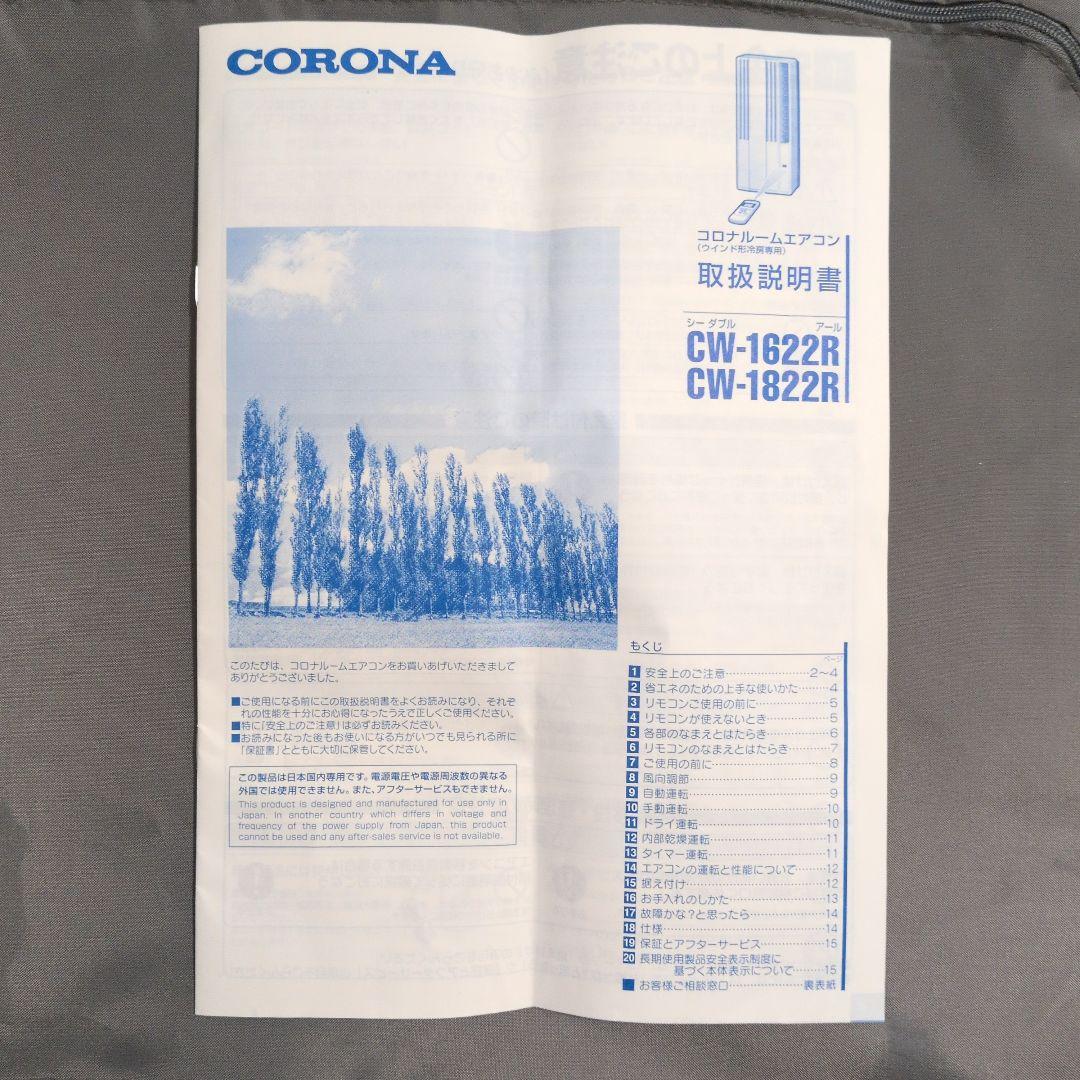 CORONA
コロナルームエアコン
(ウインド形冷房専用)
取扱説明書
シー ダブル アール
CW-1622R
CW-1822R
このたびは、コロナルームエアコンをお買いあげいただきまして
ありがとうございました。
■ご使用になる前にこの取扱説明書をよくお読みになり、それぞ
れの性能を十分にお心得になったうえで正しくご使用ください。
■特に「安全上のご注意」は必ずお読みください。
■お読みになった後もお使いになる方がいつでも見られる所に
「保証書」とともに大切に保管してください。
この製品は日本国内専用です。電源電圧や電源周波数の異なる
外国では使用できません。また、アフターサービスもできません。
This product is designed and manufactured for use only in
Japan. In another country which differs in voltage and
frequency of the power supply from Japan, this product
cannot be used and any after-sales service is not available.
もくじ
ページ
1 安全上のご注意……………………2~4
2 省エネのための上手な使いかた………4
3 リモコンご使用の前に…………………5
4 リモコンが使えないとき………………5
5 各部のなまえとはたらき………………6
6 リモコンのなまえとはたらき…………7
7 ご使用の前に……………………………8
8 風向調節…………………………………9
9 自動運転…………………………………9
10 手動運転…………………………………10
11 ドライ運転………………………………10
12 内部乾燥運転……………………………11
13 タイマー運転……………………………11
14 エアコンの運転と性能について………12
15 据え付け…………………………………12
16 お手入れのしかた………………………13
17 故障かな?と思ったら…………………14
18 仕様………………………………………14
19 保証とアフターサービス………………15
20 長期使用製品安全表示制度に
基づく本体表示について………15
■ お客様ご相談窓口…………………裏表紙